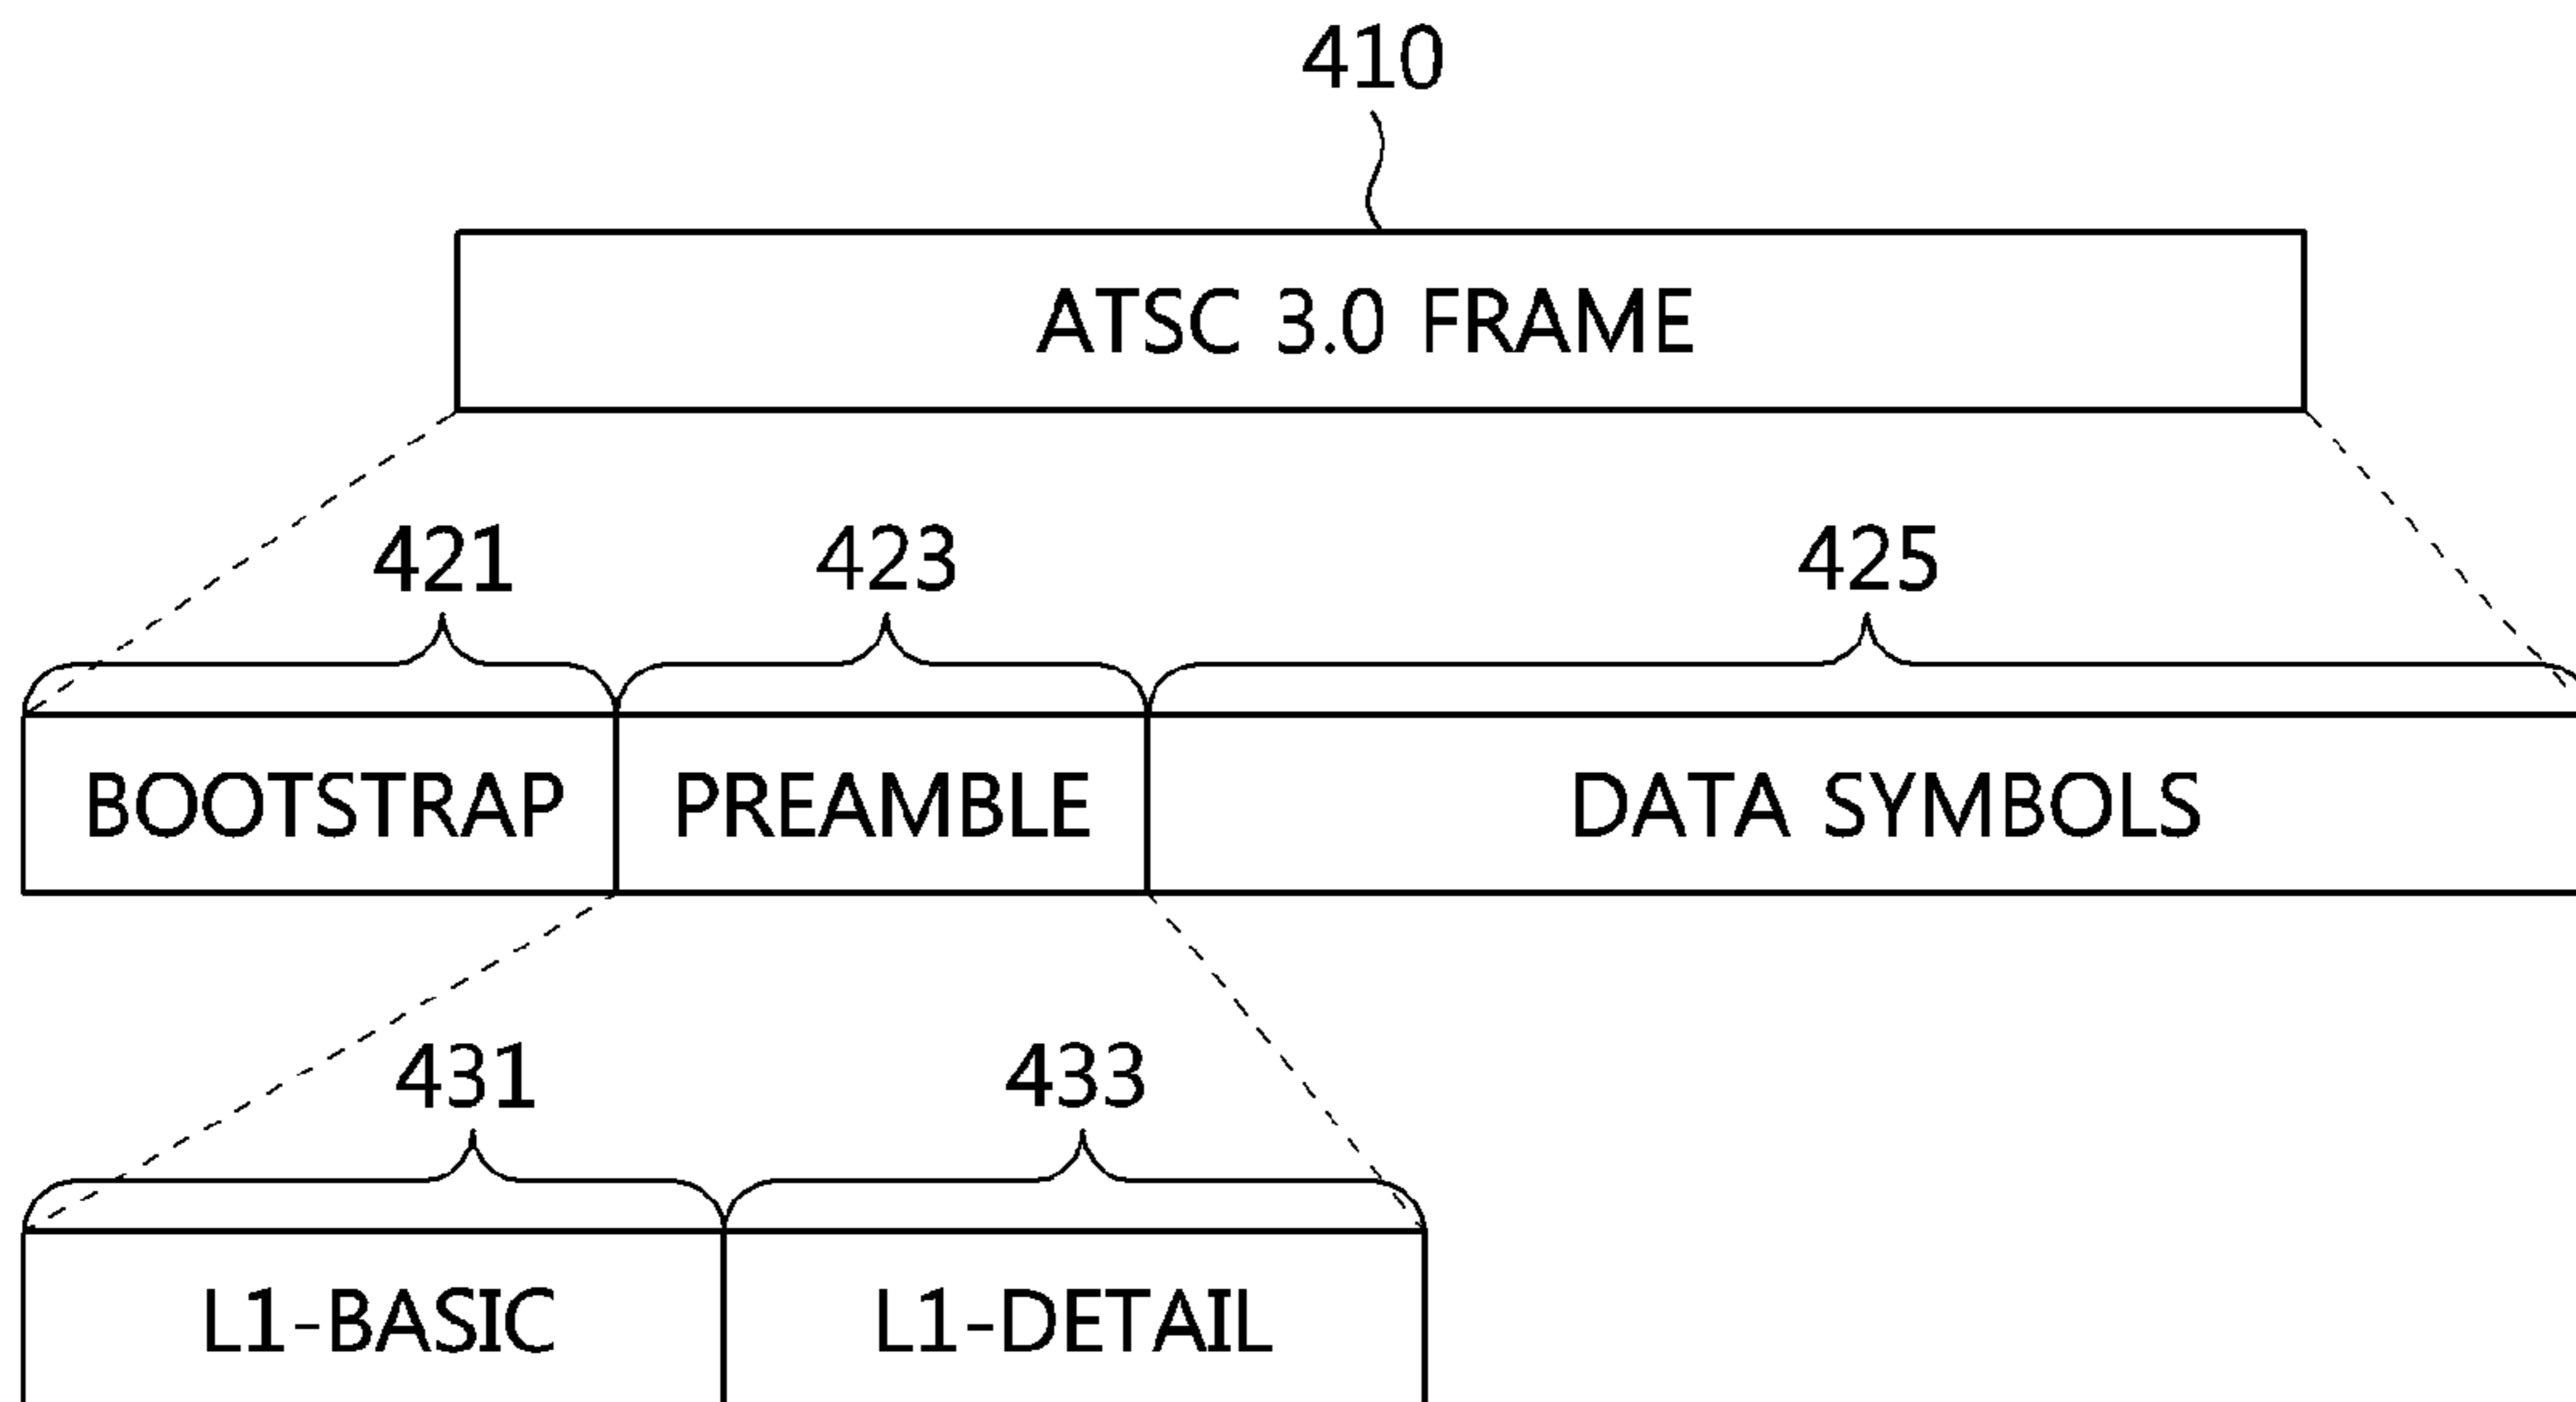 410
ATSC 3.0 FRAME
421 423 425
BOOTSTRAP PREAMBLE DATA SYMBOLS
431 433
L1-BASIC L1-DETAIL